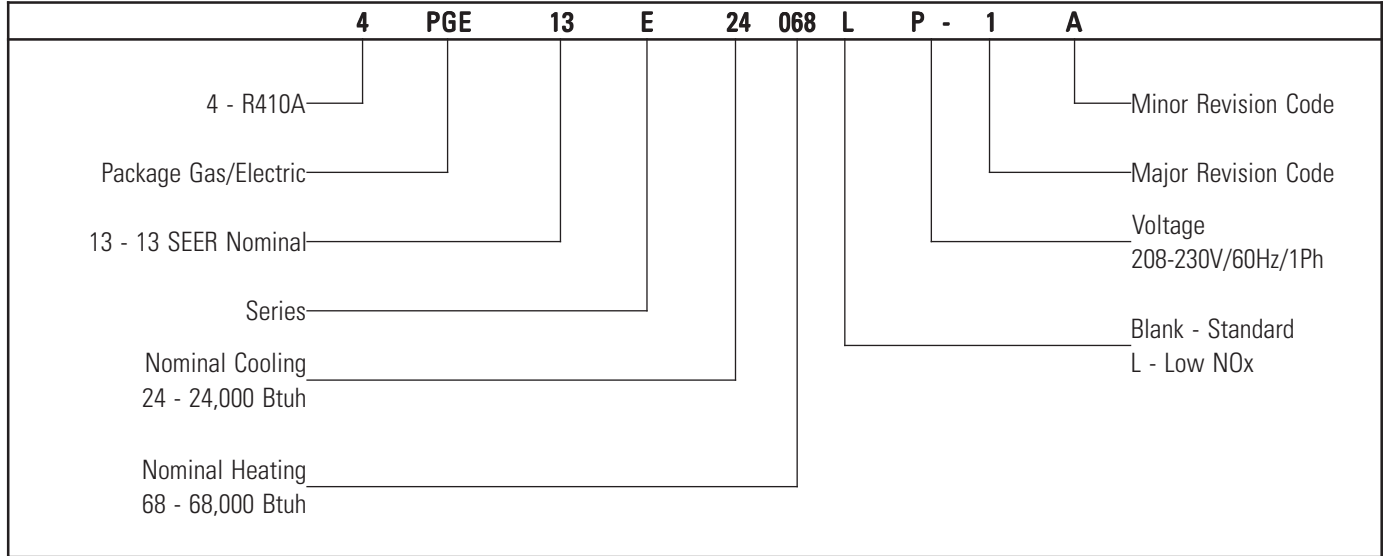 4 PGE 13 E 24 068 L P - 1 A
4 - R410A
Minor Revision Code
Package Gas/Electric
Major Revision Code
13 - 13 SEER Nominal
Voltage
208-230V/60Hz/1Ph
Series
Blank - Standard
L - Low NOx
Nominal Cooling
24 - 24,000 Btuh
Nominal Heating
68 - 68,000 Btuh